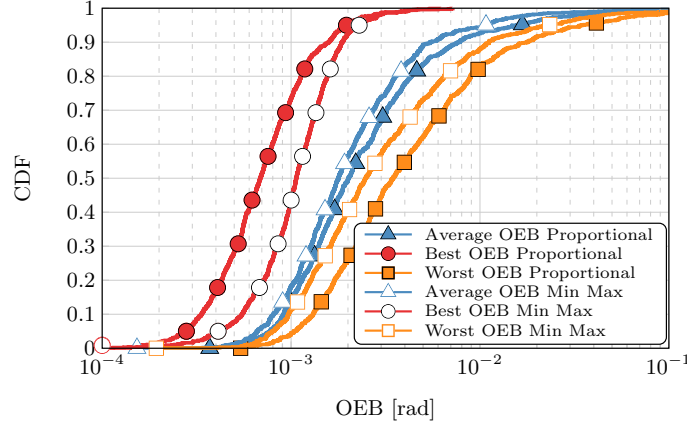 1
0.9
0.8
0.7
0.6
0.5
0.4
0.3
0.2
0.1
0
CDF
Average OEB Proportional
Best OEB Proportional
Worst OEB Proportional
Average OEB Min Max
Best OEB Min Max
Worst OEB Min Max
10⁻⁴
10⁻³
10⁻²
10⁻¹
OEB [rad]